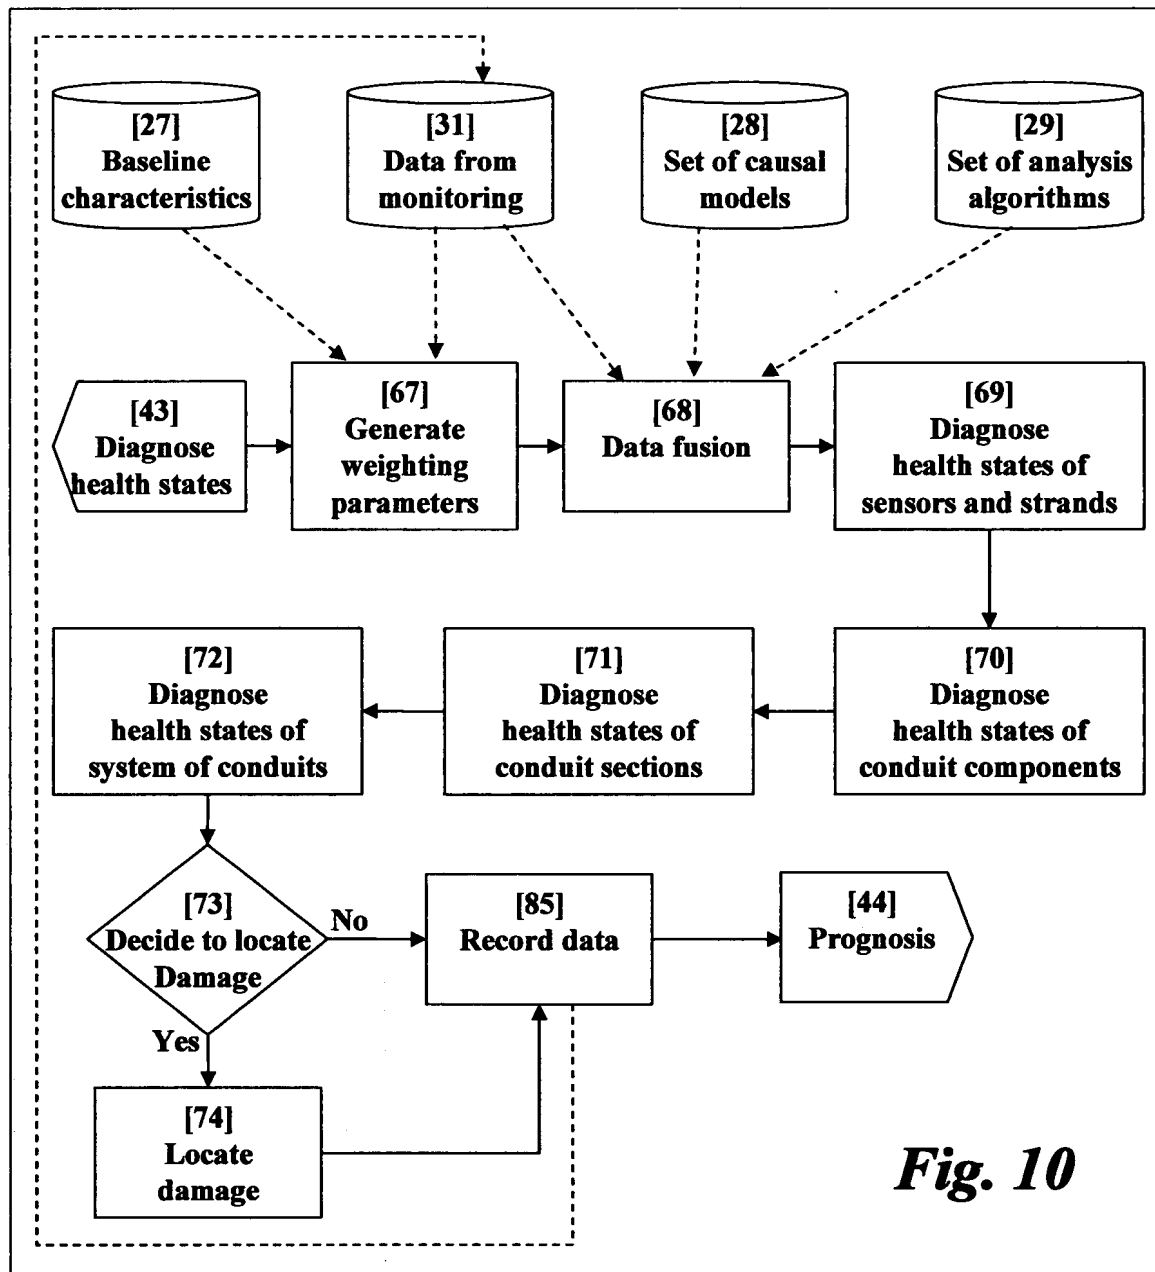 [27]
Baseline
characteristics
[31]
Data from
monitoring
[28]
Set of causal
models
[29]
Set of analysis
algorithms
[43]
Diagnose
health states
[67]
Generate
weighting
parameters
[68]
Data fusion
[69]
Diagnose
health states of
sensors and strands
[72]
Diagnose
health states of
system of conduits
[71]
Diagnose
health states of
conduit sections
[70]
Diagnose
health states of
conduit components
[73]
Decide to locate
Damage
No
Yes
[85]
Record data
[44]
Prognosis
[74]
Locate
damage
Fig. 10